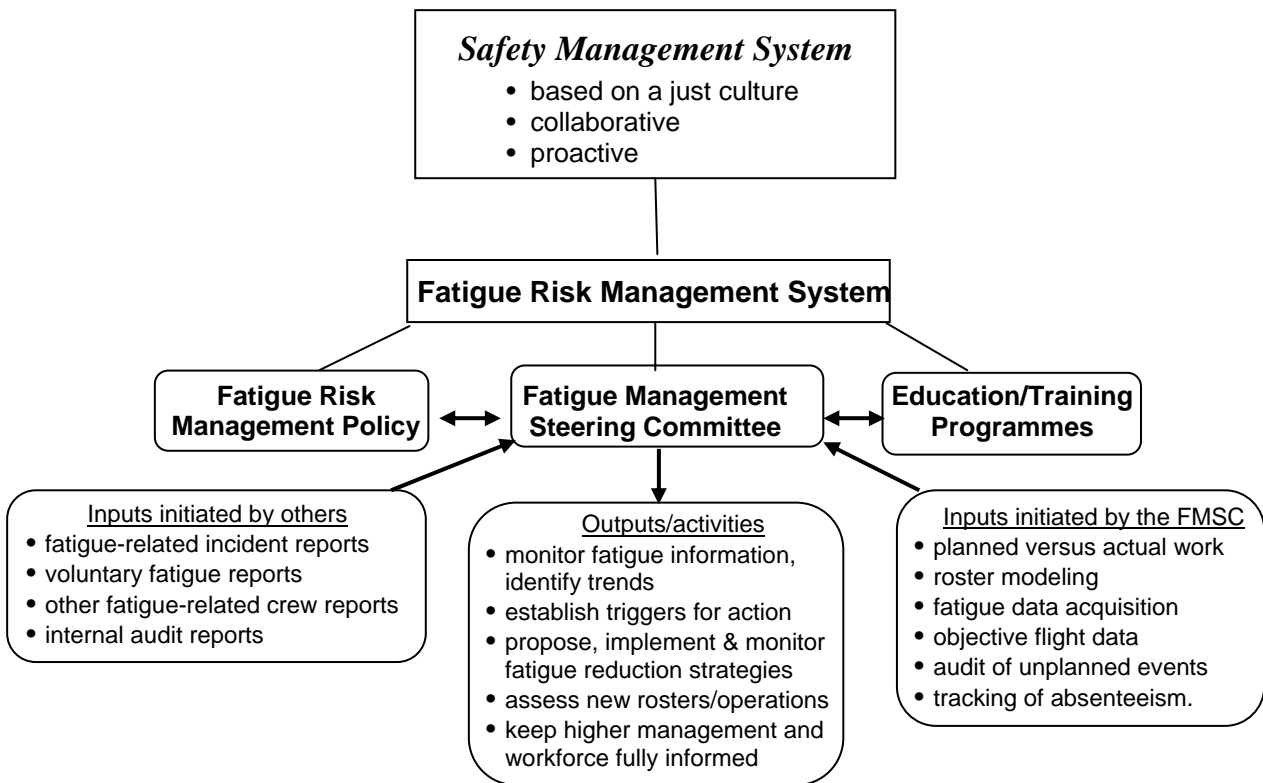 Safety Management System
• based on a just culture
• collaborative
• proactive
Fatigue Risk Management System
Fatigue Risk
Management Policy
Fatigue Management
Steering Committee
Education/Training
Programmes
Inputs initiated by others
• fatigue-related incident reports
• voluntary fatigue reports
• other fatigue-related crew reports
• internal audit reports
Outputs/activities
• monitor fatigue information,
identify trends
• establish triggers for action
• propose, implement & monitor
fatigue reduction strategies
• assess new rosters/operations
• keep higher management and
workforce fully informed
Inputs initiated by the FMSC
• planned versus actual work
• roster modeling
• fatigue data acquisition
• objective flight data
• audit of unplanned events
• tracking of absenteeism.